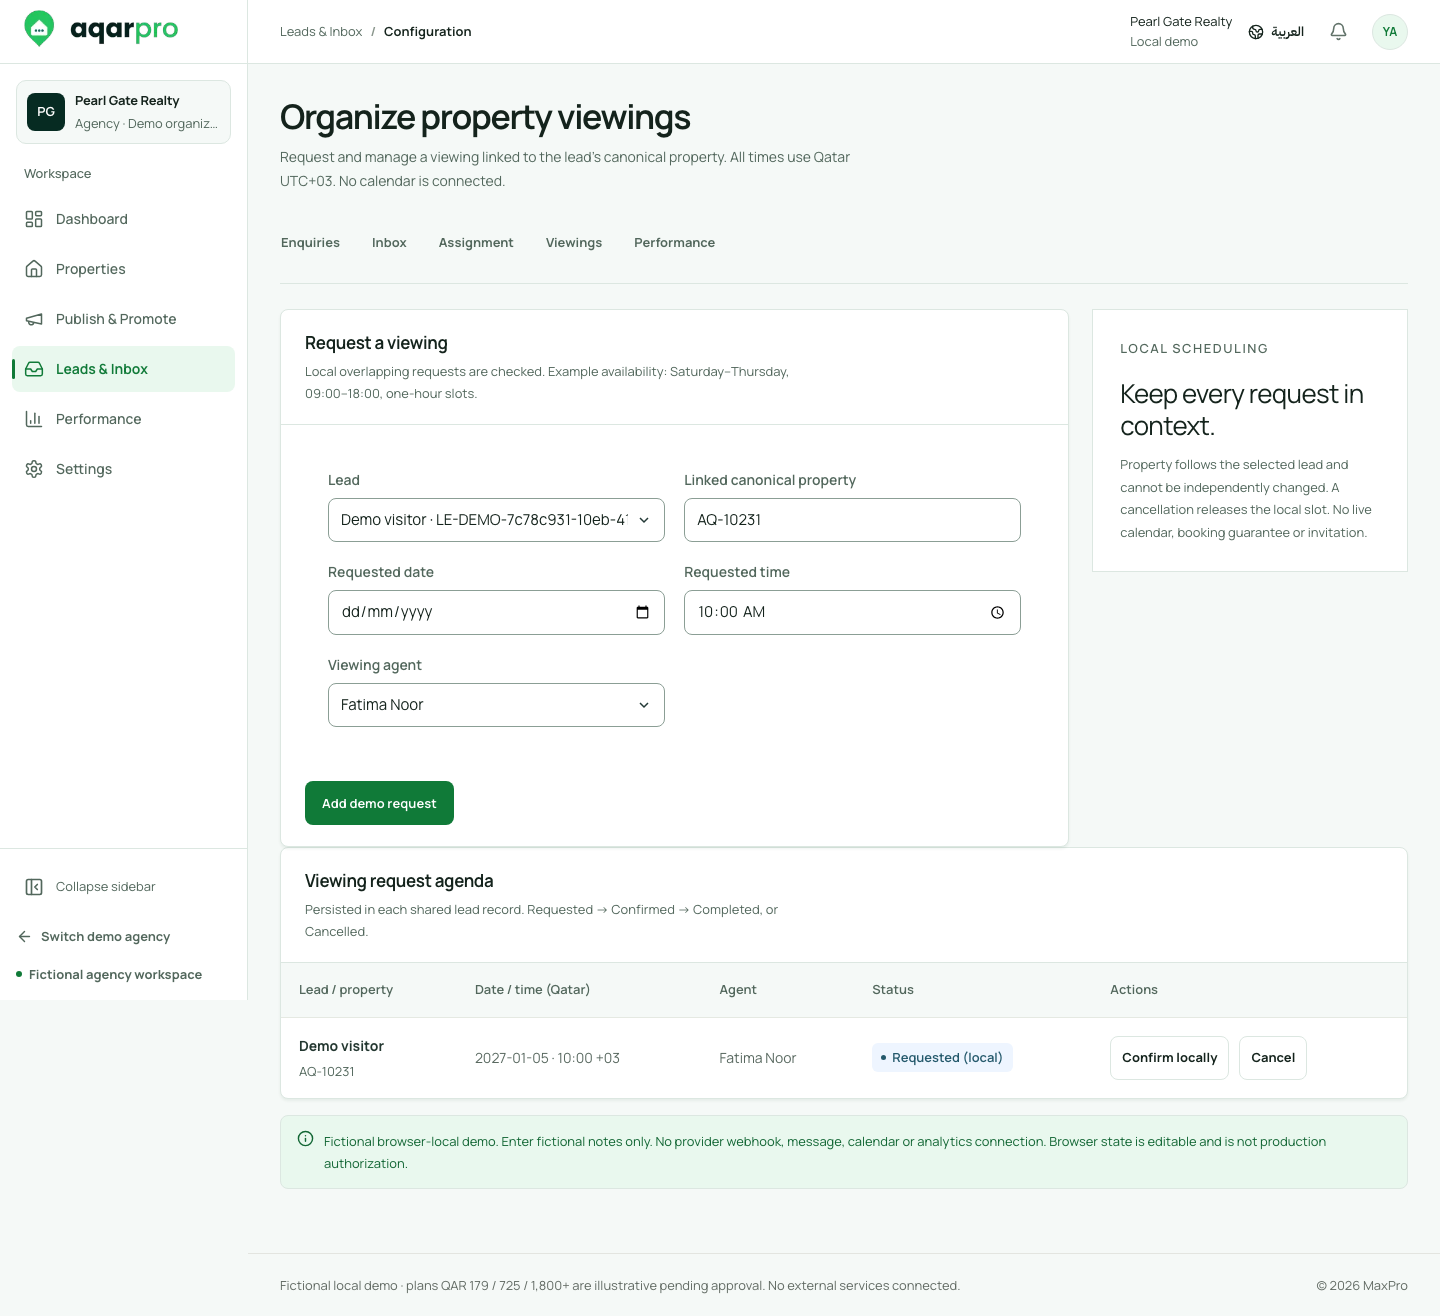 aqarpro
Leads & Inbox / Configuration
Pearl Gate Realty
Local demo
العربية
YA
PG
Pearl Gate Realty
Agency · Demo organiz...
Workspace
Dashboard
Properties
Publish & Promote
Leads & Inbox
Performance
Settings
Collapse sidebar
Switch demo agency
Fictional agency workspace
Organize property viewings
Request and manage a viewing linked to the lead's canonical property. All times use Qatar
UTC+03. No calendar is connected.
Enquiries
Inbox
Assignment
Viewings
Performance
Request a viewing
Local overlapping requests are checked. Example availability: Saturday–Thursday,
09:00–18:00, one-hour slots.
Lead
Linked canonical property
Demo visitor · LE-DEMO-7c78c931-10eb-4
AQ-10231
Requested date
Requested time
dd/mm/yyyy
10:00 AM
Viewing agent
Fatima Noor
Add demo request
LOCAL SCHEDULING
Keep every request in
context.
Property follows the selected lead and
cannot be independently changed. A
cancellation releases the local slot. No live
calendar, booking guarantee or invitation.
Viewing request agenda
Persisted in each shared lead record. Requested → Confirmed → Completed, or
Cancelled.
Lead / property
Date / time (Qatar)
Agent
Status
Actions
Demo visitor
AQ-10231
2027-01-05 · 10:00 +03
Fatima Noor
Requested (local)
Confirm locally
Cancel
Fictional browser-local demo. Enter fictional notes only. No provider webhook, message, calendar or analytics connection. Browser state is editable and is not production
authorization.
Fictional local demo · plans QAR 179 / 725 / 1,800+ are illustrative pending approval. No external services connected.
© 2026 MaxPro